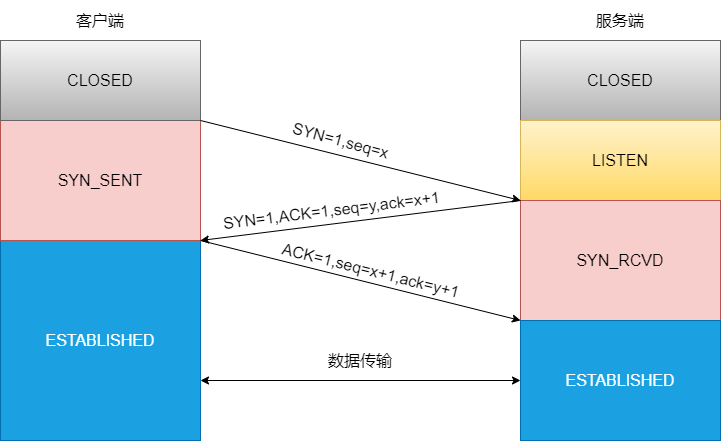 客户端
服务端
CLOSED
CLOSED
SYN=1,seq=x
LISTEN
SYN_SENT
SYN=1,ACK=1,seq=y,ack=x+1
ACK=1,seq=x+1,ack=y+1
SYN_RCVD
ESTABLISHED
数据传输
ESTABLISHED